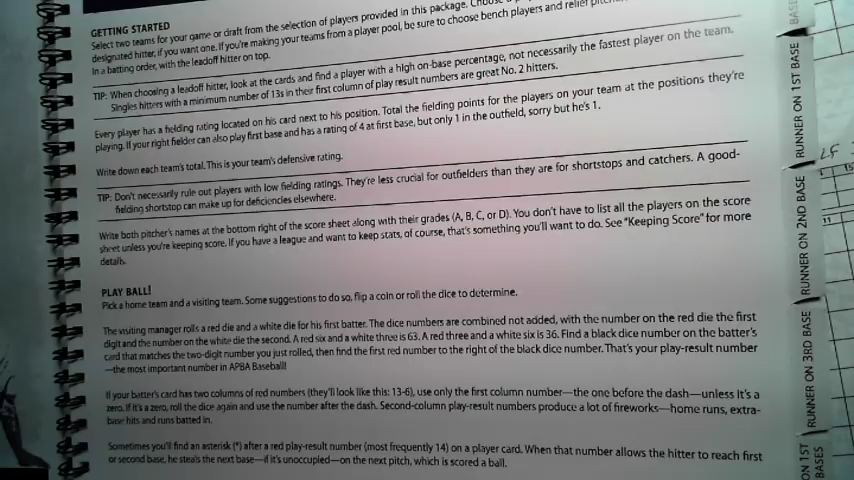 GETTING STARTED
Select two teams for your game or draft from the selection of players provided in this package. Choose a
designated hitter, if you want one. If you're making your teams from a player pool, be sure to choose bench players and relief
In a batting order, with the leadoff hitter on top.
TIP: When choosing a leadoff hitter, look at the cards and find a player with a high on-base percentage, not necessarily the fastest player on the team.
Singles hitters with a minimum number of 13s in their first column of play result numbers are great No. 2 hitters.
Every player has a fielding rating located on his card next to his position. Total the fielding points for the players on your team at the positions they're
playing. If your right fielder can also play first base and has a rating of 4 at first base, but only 1 in the outfield, sorry but he's 1.
Write down each team's total. This is your team's defensive rating.
TIP: Don't necessarily rule out players with low fielding ratings. They're less crucial for outfielders than they are for shortstops and catchers. A good-
fielding shortstop can make up for deficiencies elsewhere.
Write both pitcher's names at the bottom right of the score sheet along with their grades (A, B, C, or D). You don't have to list all the players on the score
sheet unless you're keeping score. If you have a league and want to keep stats, of course, that's something you'll want to do. See "Keeping Score" for more
details.
PLAY BALL!
Pick a home team and a visiting team. Some suggestions to do so, flip a coin or roll the dice to determine.
The visiting manager rolls a red die and a white die for his first batter. The dice numbers are combined not added, with the number on the red die the first
digit and the number on the white die the second. A red six and a white three is 63. A red three and a white six is 36. Find a black dice number on the batter's
card that matches the two-digit number you just rolled, then find the first red number to the right of the black dice number. That's your play-result number
—the most important number in APBA Baseball!
If your batter's card has two columns of red numbers (they'll look like this: 13-6), use only the first column number—the one before the dash—unless it's a
zero. If it's a zero, roll the dice again and use the number after the dash. Second-column play-result numbers produce a lot of fireworks—home runs, extra-
base hits and runs batted in.
Sometimes you'll find an asterisk (*) after a red play-result number (most frequently 14) on a player card. When that number allows the hitter to reach first
or second base, he steals the next base—if it's unoccupied—on the next pitch, which is scored a ball.
BASE
RUNNER ON 1ST BASE
RUNNER ON 2ND BASE
RUNNER ON 3RD BASE
ON 1ST
BASES
LF
15
11